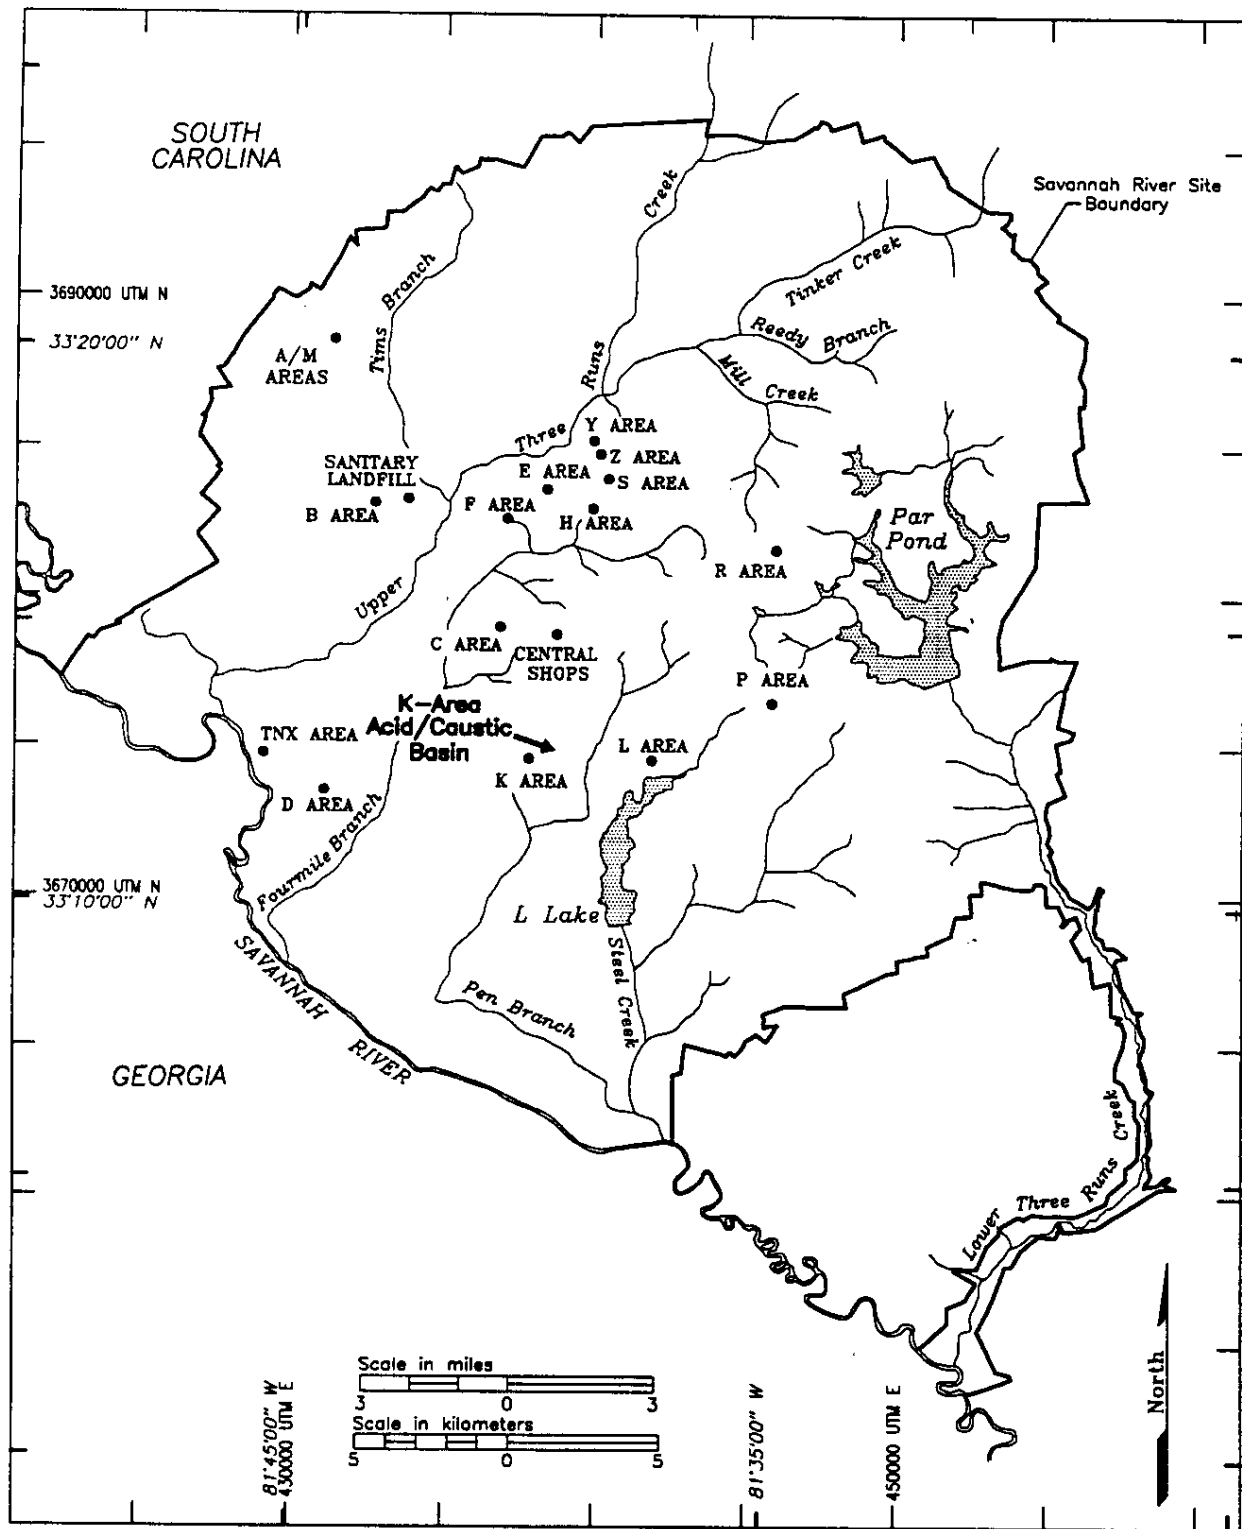 SOUTH
CAROLINA
Savannah River Site
Boundary
Creek
Tinker Creek
Tims Branch
3690000 UTM N
33°20'00" N
Reedy Branch
A/M
AREAS
Runs
Mill Creek
Three
Y AREA
Z AREA
SANITARY
LANDFILL
E AREA
S AREA
B AREA
F AREA
H AREA
Par
Pond
R AREA
Upper
C AREA
CENTRAL
SHOPS
P AREA
K-Area
Acid/Caustic
Basin
TNX AREA
L AREA
K AREA
D AREA
Fourmile Branch
3670000 UTM N
33°10'00" N
L Lake
Steel Creek
SAVANNAH RIVER
Pen Branch
GEORGIA
Lower Three Runs Creek
Scale in miles
3 0 3
Scale in kilometers
5 0 5
81°45'00" W
430000 UTM E
81°35'00" W
450000 UTM E
North